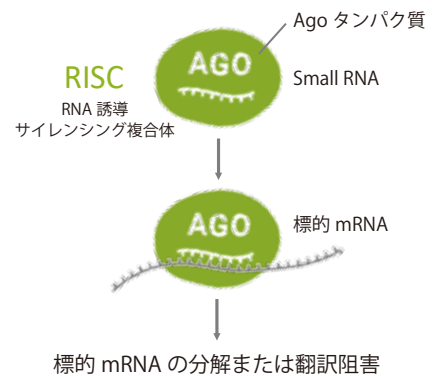 Ago タンパク質
AGO
RISC
Small RNA
RNA 誘導
サイレンシング複合体
AGO
標的 mRNA
標的 mRNA の分解または翻訳阻害